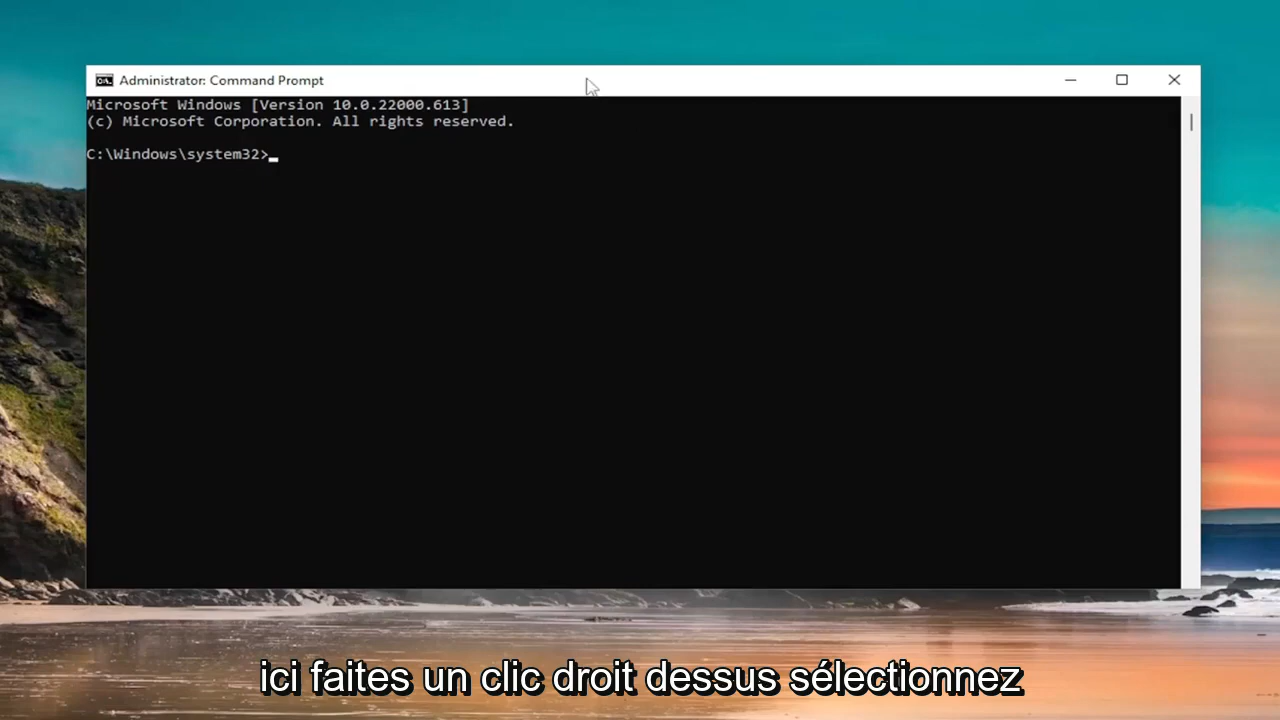 Administrator: Command Prompt
Microsoft Windows [Version 10.0.22000.613]
(c) Microsoft Corporation. All rights reserved.
C:\Windows\system32>
ici faites un clic droit dessus sélectionnez